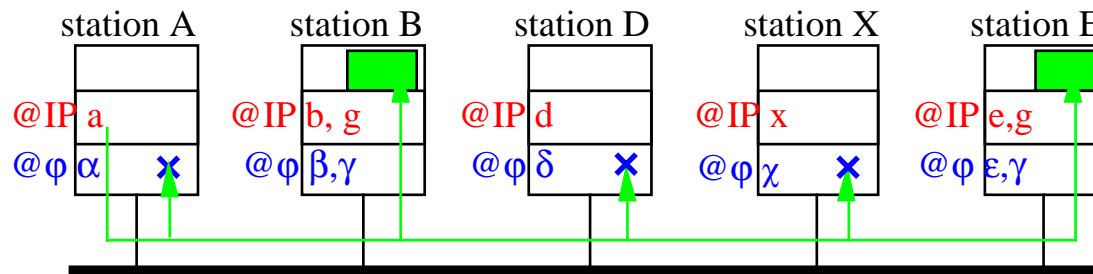 station A station B station D station X station E
@IP a @IP b, g @IP d @IP x @IP e,g
@φ α @φ β,γ @φ δ @φ χ @φ ε,γ